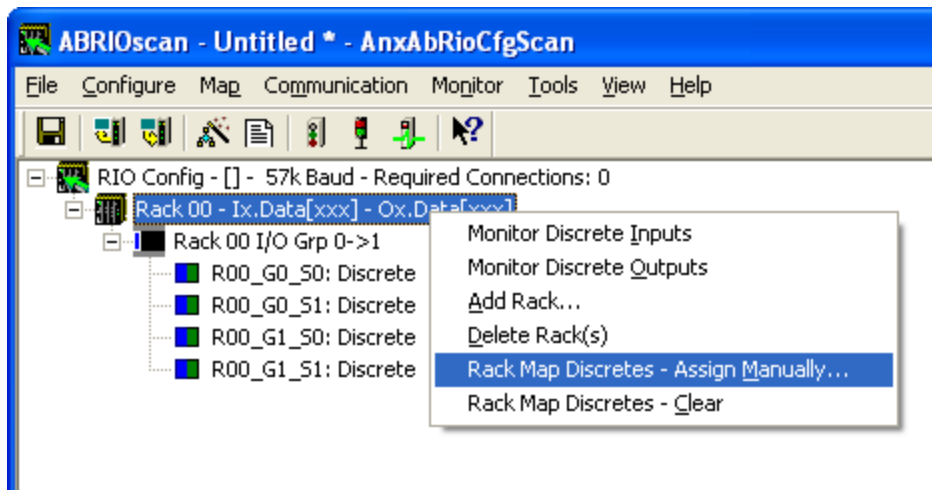 ABRIOscan - Untitled * - AnxAbRioCfgScan
File Configure Map Communication Monitor Tools View Help
RIO Config - [] - 57k Baud - Required Connections: 0
Rack 00 - Ix.Data[xxx] - Ox.Data[xxx]
Rack 00 I/O Grp 0->1
R00_G0_S0: Discrete
R00_G0_S1: Discrete
R00_G1_S0: Discrete
R00_G1_S1: Discrete
Monitor Discrete Inputs
Monitor Discrete Outputs
Add Rack...
Delete Rack(s)
Rack Map Discretes - Assign Manually...
Rack Map Discretes - Clear